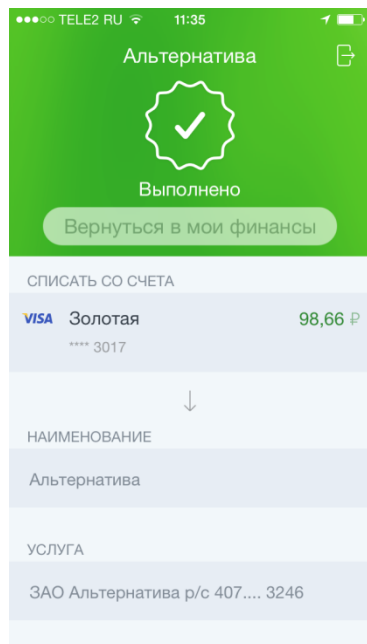 TELE2 RU 11:35
Альтернатива
Выполнено
Вернуться в мои финансы
СПИСАТЬ СО СЧЕТА
VISA Золотая 98,66 ₽
**** 3017
НАИМЕНОВАНИЕ
Альтернатива
УСЛУГА
ЗАО Альтернатива р/с 407.... 3246